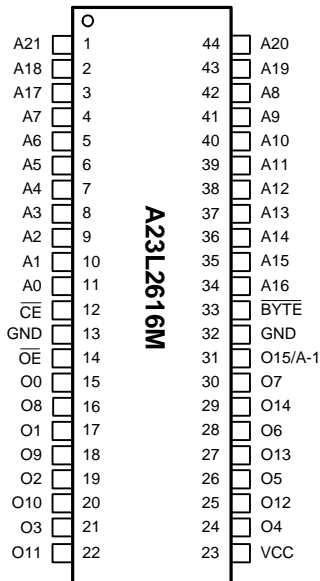 A21 1 44 A20
A18 2 43 A19
A17 3 42 A8
A7 4 41 A9
A6 5 40 A10
A5 6 39 A11
A4 7 38 A12
A3 8 37 A13
A2 9 36 A14
A1 10 35 A15
A0 11 34 A16
CE 12 33 BYTE
GND 13 32 GND
OE 14 31 O15/A-1
O0 15 30 O7
O8 16 29 O14
O1 17 28 O6
O9 18 27 O13
O2 19 26 O5
O10 20 25 O12
O3 21 24 O4
O11 22 23 VCC
A23L2616M